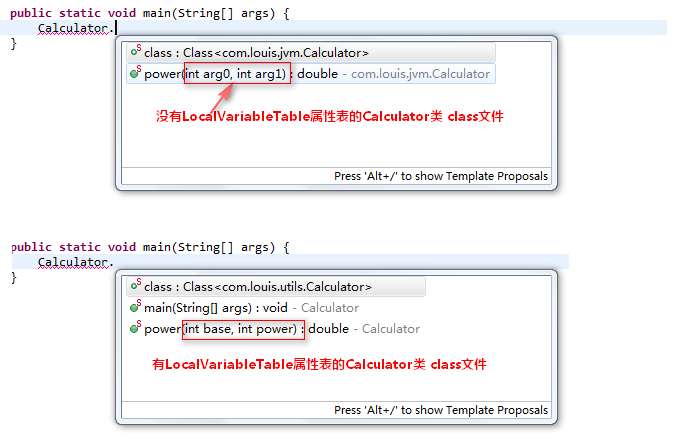 public static void main(String[] args) {
Calculator.
}
class : Class<com.louis.jvm.Calculator>
power(int arg0, int arg1) : double - com.louis.jvm.Calculator
没有LocalVariableTable属性表的Calculator类 class文件
Press 'Alt+/' to show Template Proposals
public static void main(String[] args) {
Calculator.
}
class : Class<com.louis.utils.Calculator>
main(String[] args) : void - Calculator
power(int base, int power) : double - Calculator
有LocalVariableTable属性表的Calculator类 class文件
Press 'Alt+/' to show Template Proposals